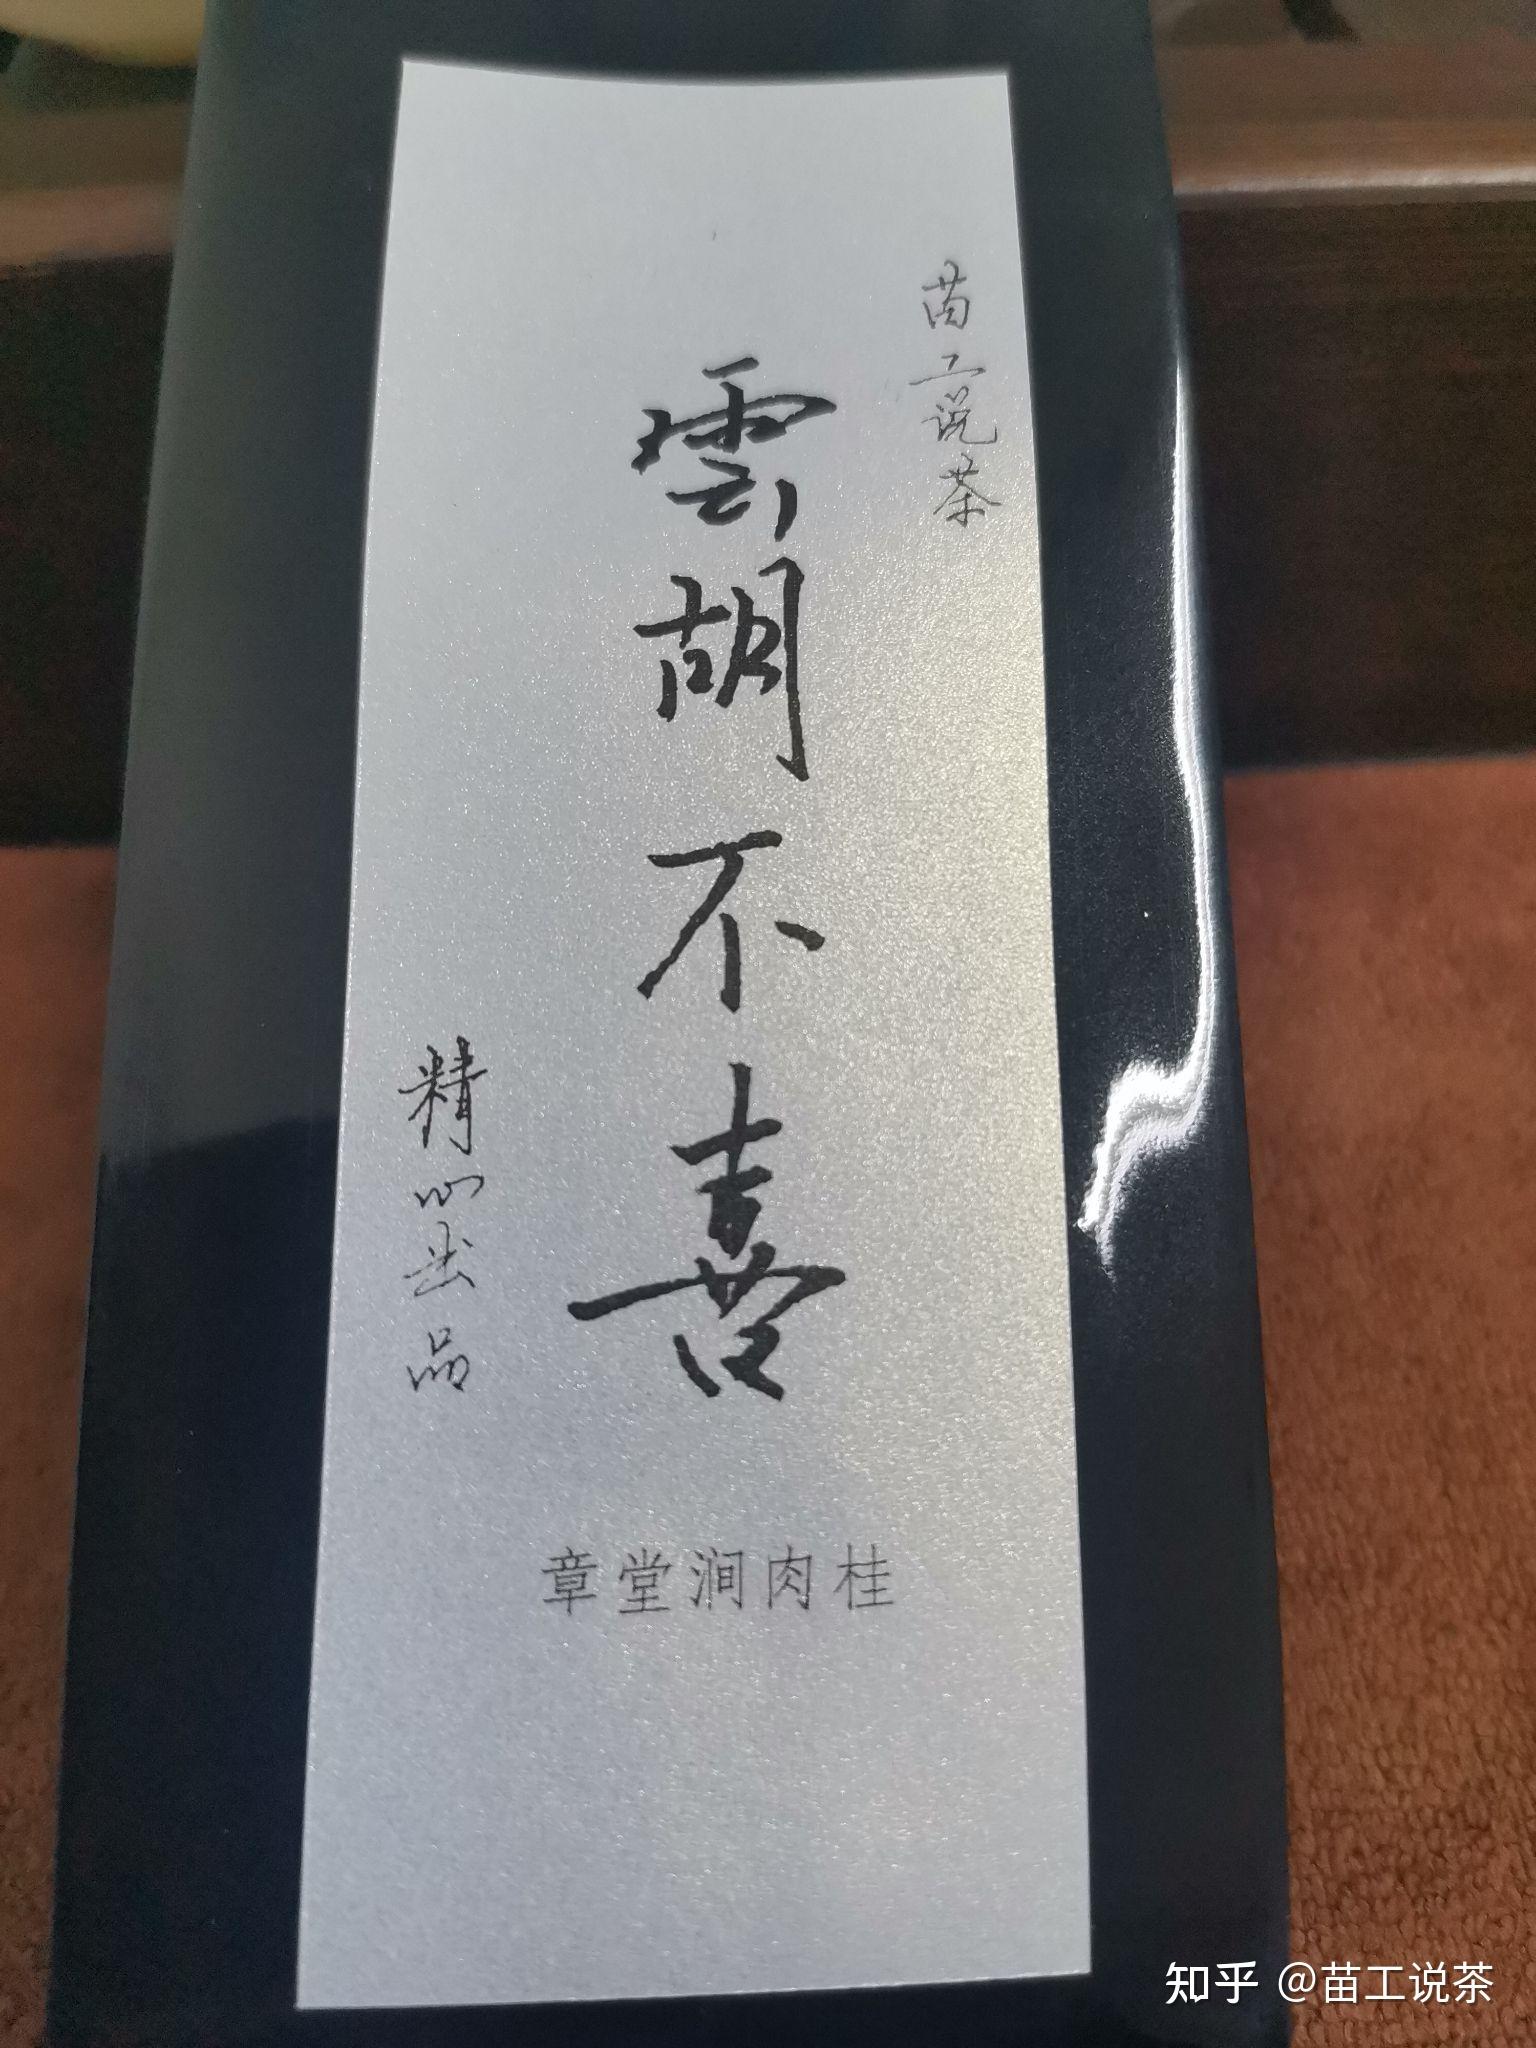 苗工说茶
雲胡不喜
精心出品
章堂涧肉桂
知乎 @苗工说茶